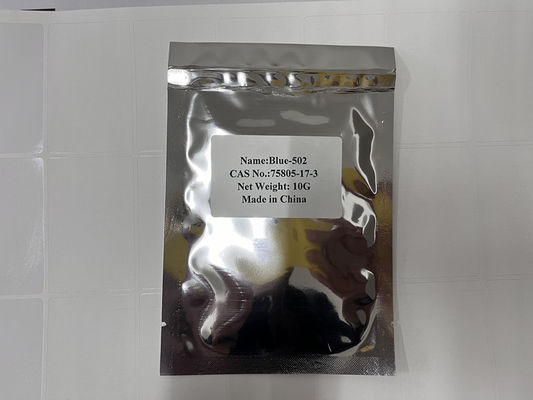 Name:Blue-502
CAS No.:75805-17-3
Net Weight: 10G
Made in China